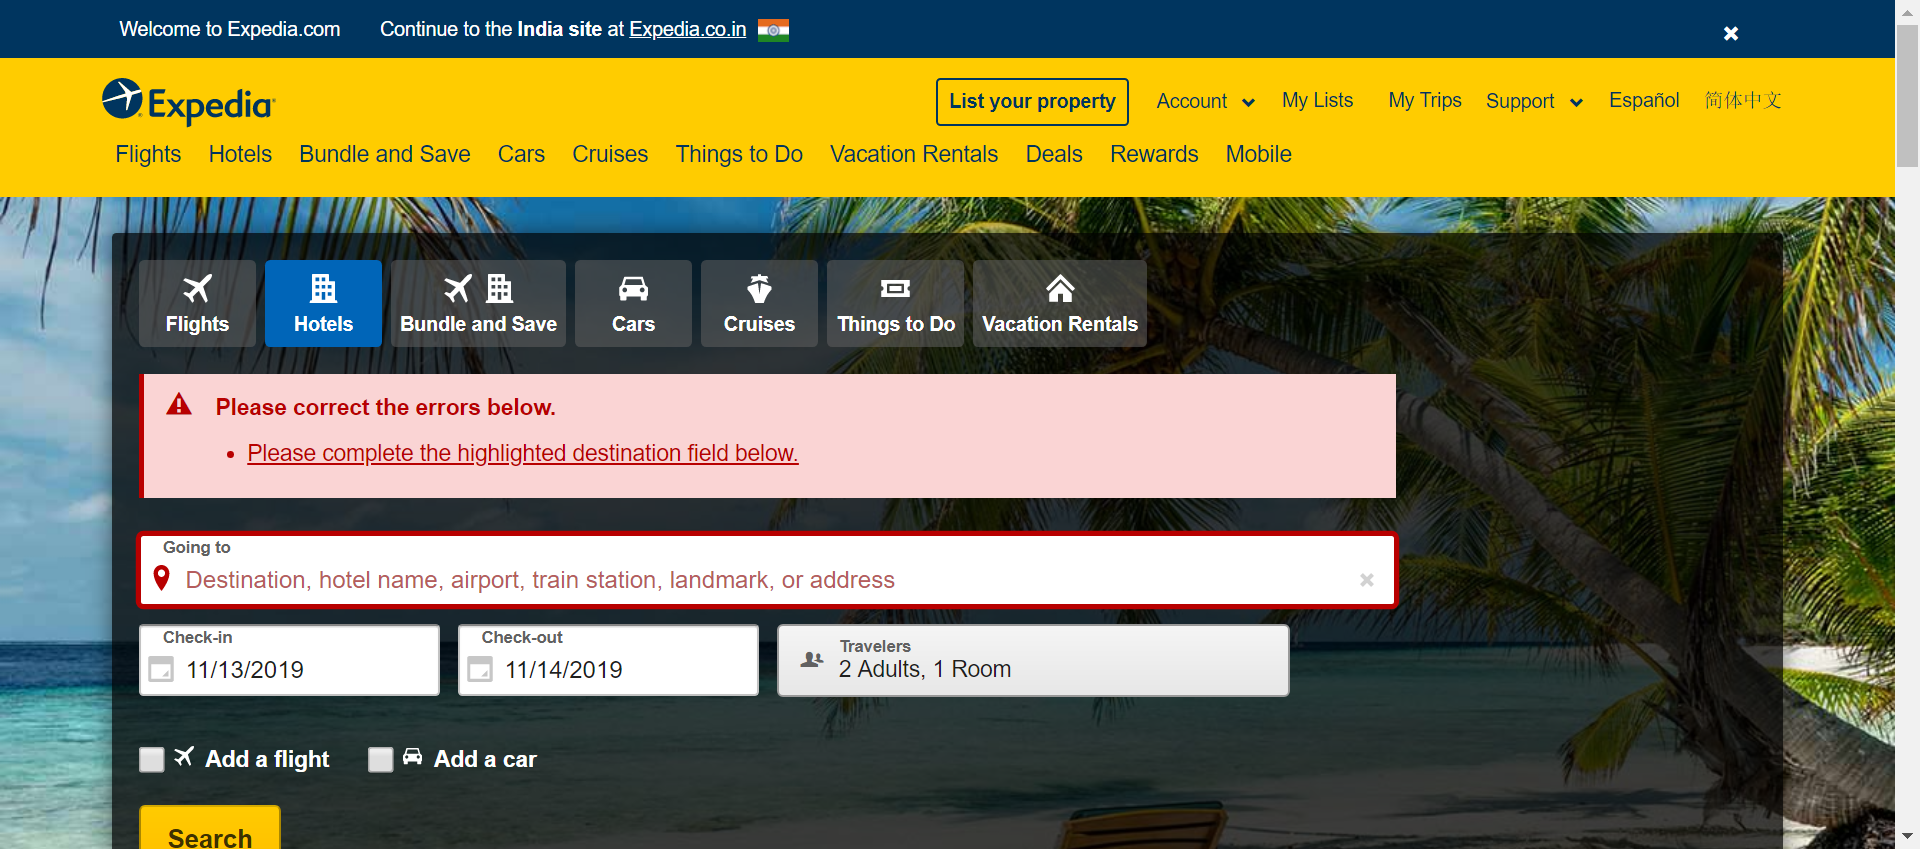 Welcome to Expedia.com Continue to the India site at Expedia.co.in
Expedia
List your property Account My Lists My Trips Support Español 简体中文
Flights Hotels Bundle and Save Cars Cruises Things to Do Vacation Rentals Deals Rewards Mobile
Flights Hotels Bundle and Save Cars Cruises Things to Do Vacation Rentals
Please correct the errors below.
Please complete the highlighted destination field below.
Going to
Destination, hotel name, airport, train station, landmark, or address
Check-in Check-out Travelers
11/13/2019 11/14/2019 2 Adults, 1 Room
Add a flight Add a car
Search